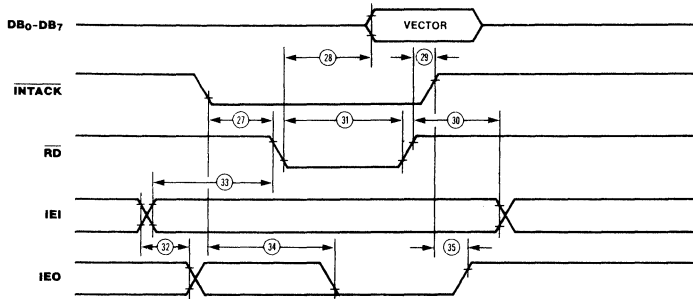 DB0-DB7
VECTOR
28
29
INTACK
27
31
30
RD
33
IEI
32
34
35
IEO